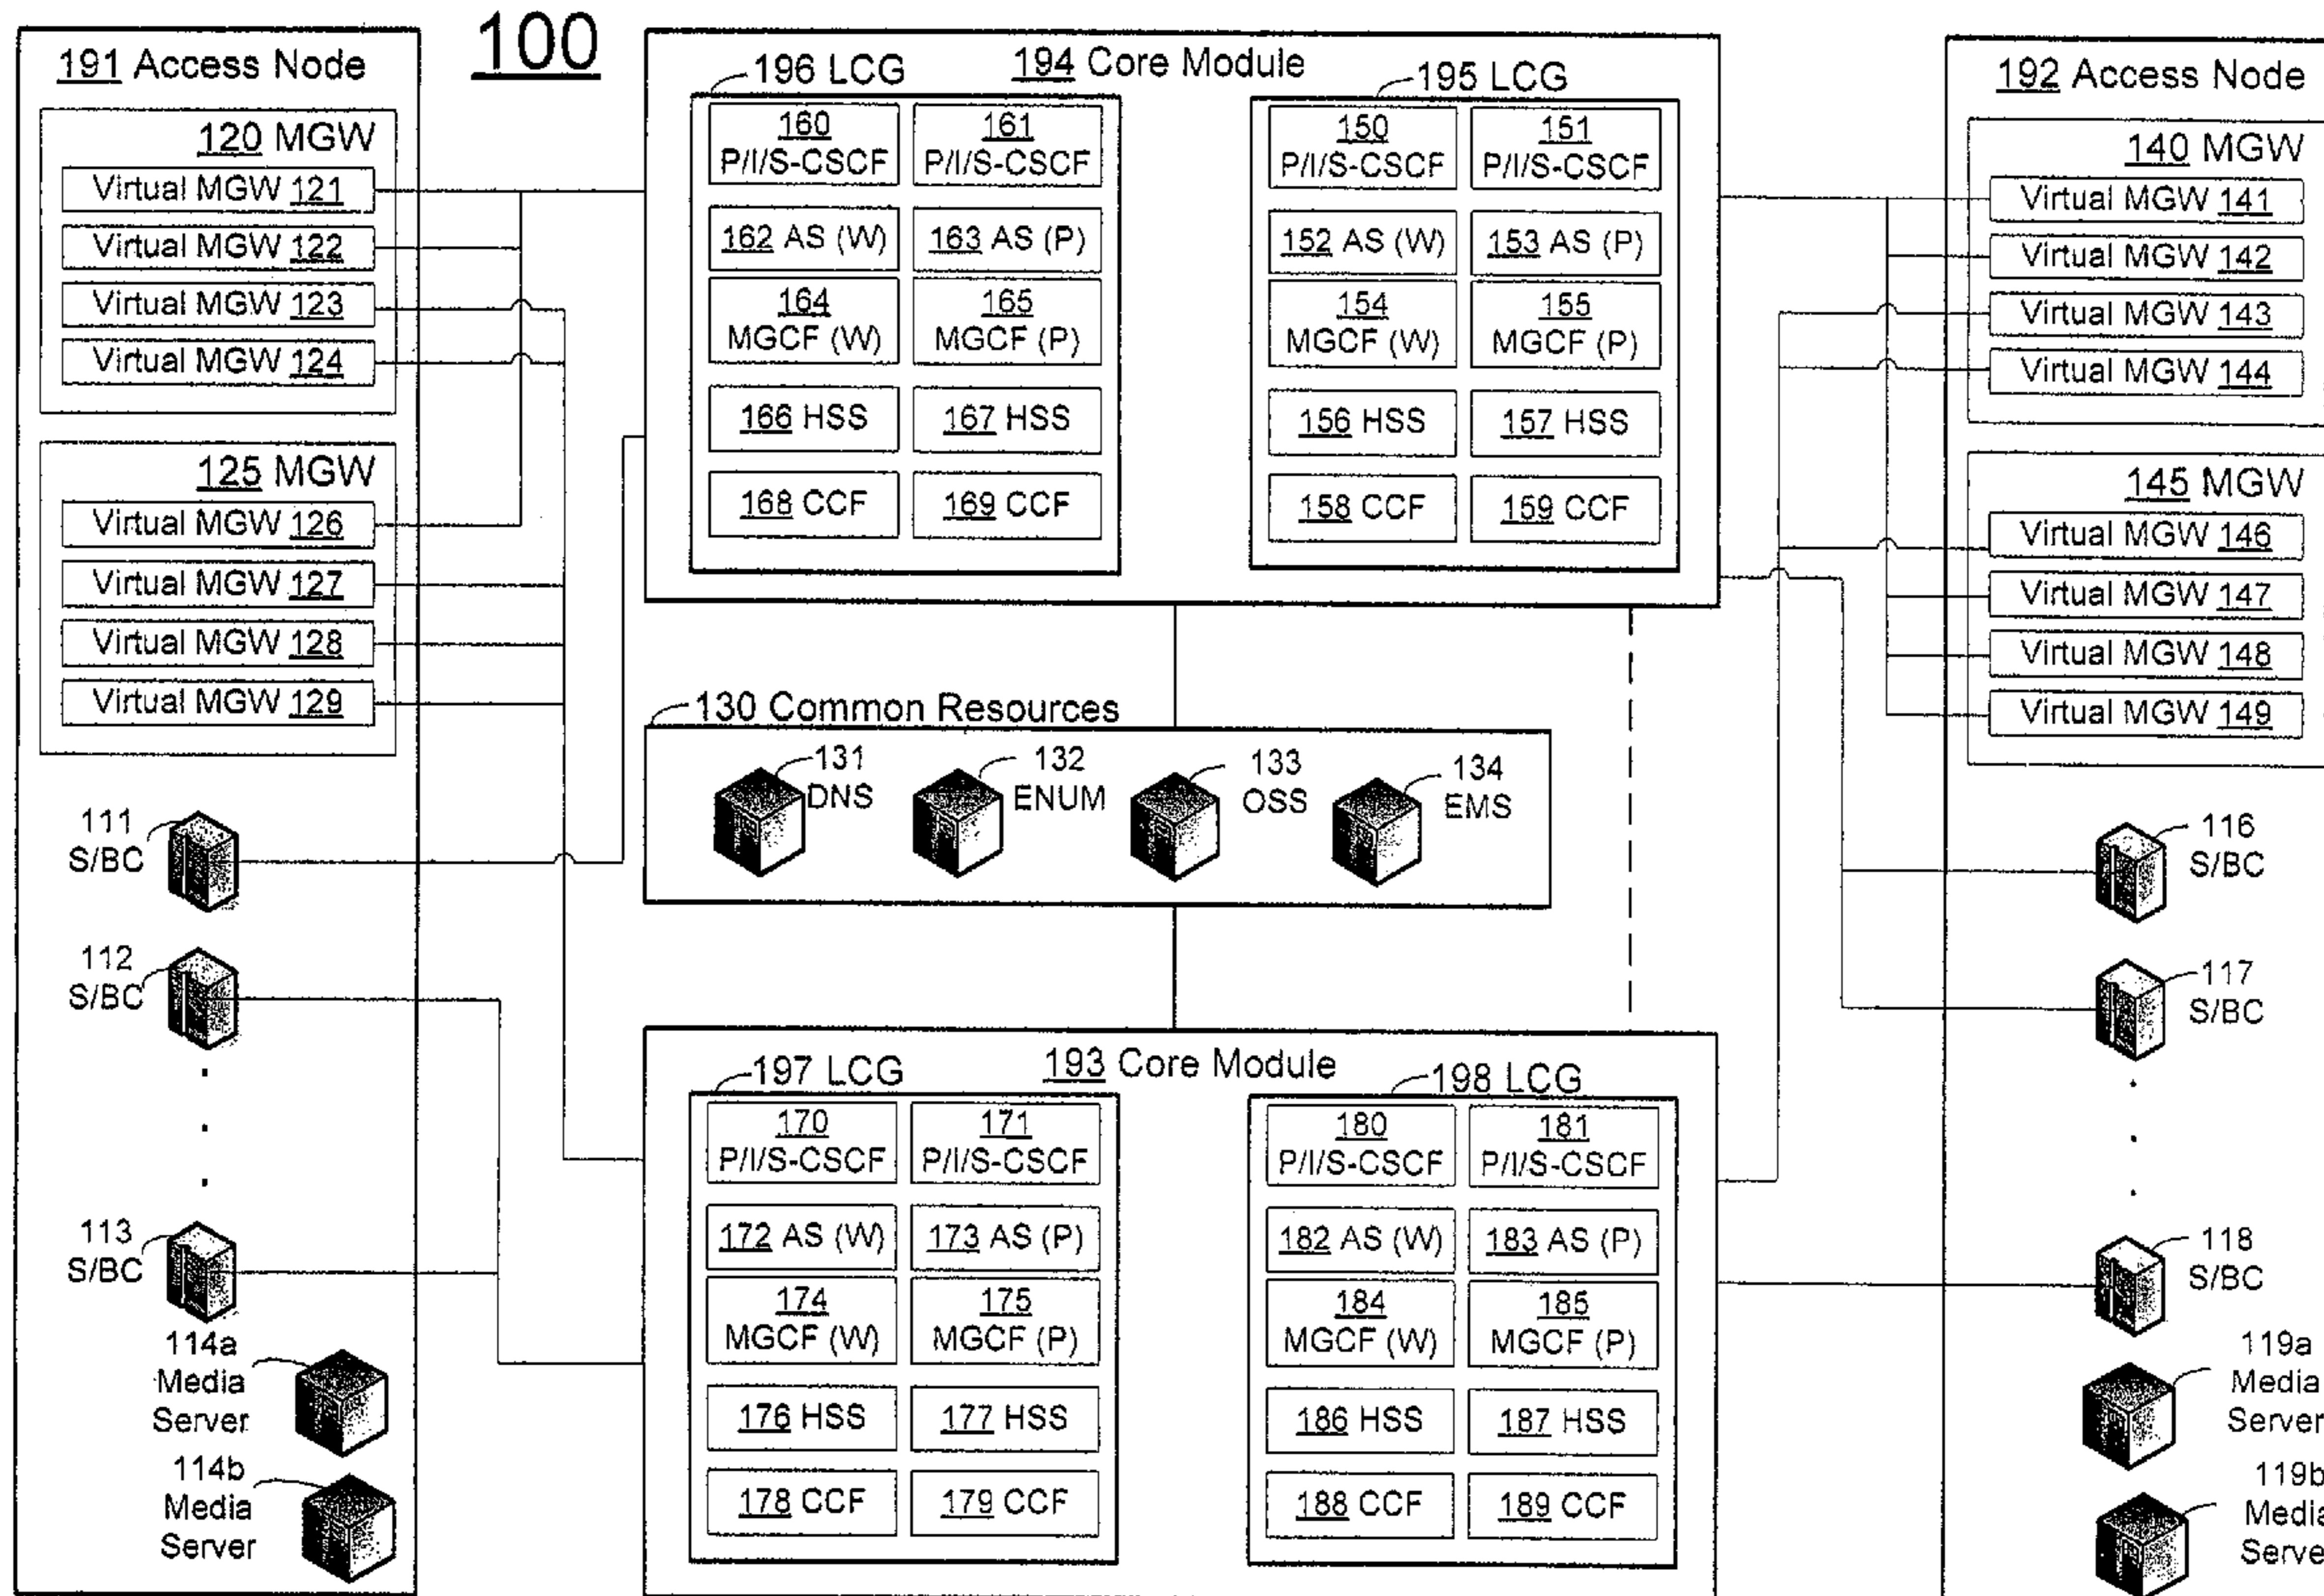 100
191 Access Node
120 MGW
Virtual MGW 121
Virtual MGW 122
Virtual MGW 123
Virtual MGW 124
125 MGW
Virtual MGW 126
Virtual MGW 127
Virtual MGW 128
Virtual MGW 129
111
S/BC
112
S/BC
113
S/BC
114a
Media
Server
114b
Media
Server
194 Core Module
196 LCG
160
P/I/S-CSCF
161
P/I/S-CSCF
162 AS (W)
163 AS (P)
164
MGCF (W)
165
MGCF (P)
166 HSS
167 HSS
168 CCF
169 CCF
195 LCG
150
P/I/S-CSCF
151
P/I/S-CSCF
152 AS (W)
153 AS (P)
154
MGCF (W)
155
MGCF (P)
156 HSS
157 HSS
158 CCF
159 CCF
130 Common Resources
131
DNS
132
ENUM
133
OSS
134
EMS
193 Core Module
197 LCG
170
P/I/S-CSCF
171
P/I/S-CSCF
172 AS (W)
173 AS (P)
174
MGCF (W)
175
MGCF (P)
176 HSS
177 HSS
178 CCF
179 CCF
198 LCG
180
P/I/S-CSCF
181
P/I/S-CSCF
182 AS (W)
183 AS (P)
184
MGCF (W)
185
MGCF (P)
186 HSS
187 HSS
188 CCF
189 CCF
192 Access Node
140 MGW
Virtual MGW 141
Virtual MGW 142
Virtual MGW 143
Virtual MGW 144
145 MGW
Virtual MGW 146
Virtual MGW 147
Virtual MGW 148
Virtual MGW 149
116
S/BC
117
S/BC
118
S/BC
119a
Media
Server
119b
Media
Server